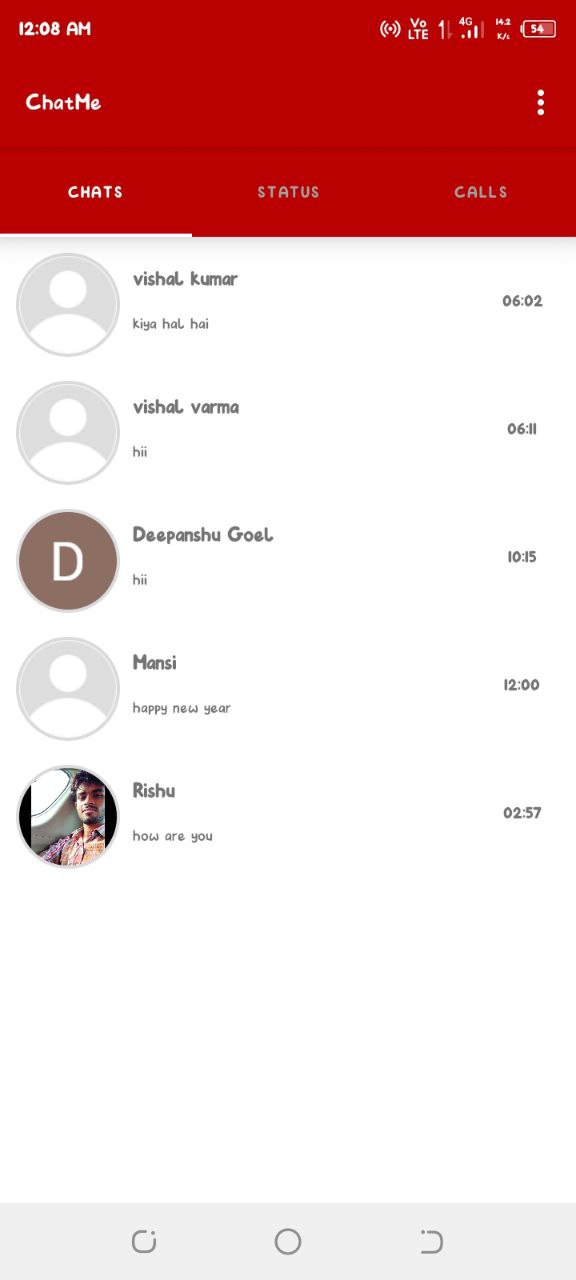 12:08 AM
Vo LTE 4G 14.2 K/s 54
ChatMe
CHATS STATUS CALLS
vishal kumar
06:02
kiya hal hai
vishal varma
06:11
hii
Deepanshu Goel
D
10:15
hii
Mansi
12:00
happy new year
Rishu
02:57
how are you